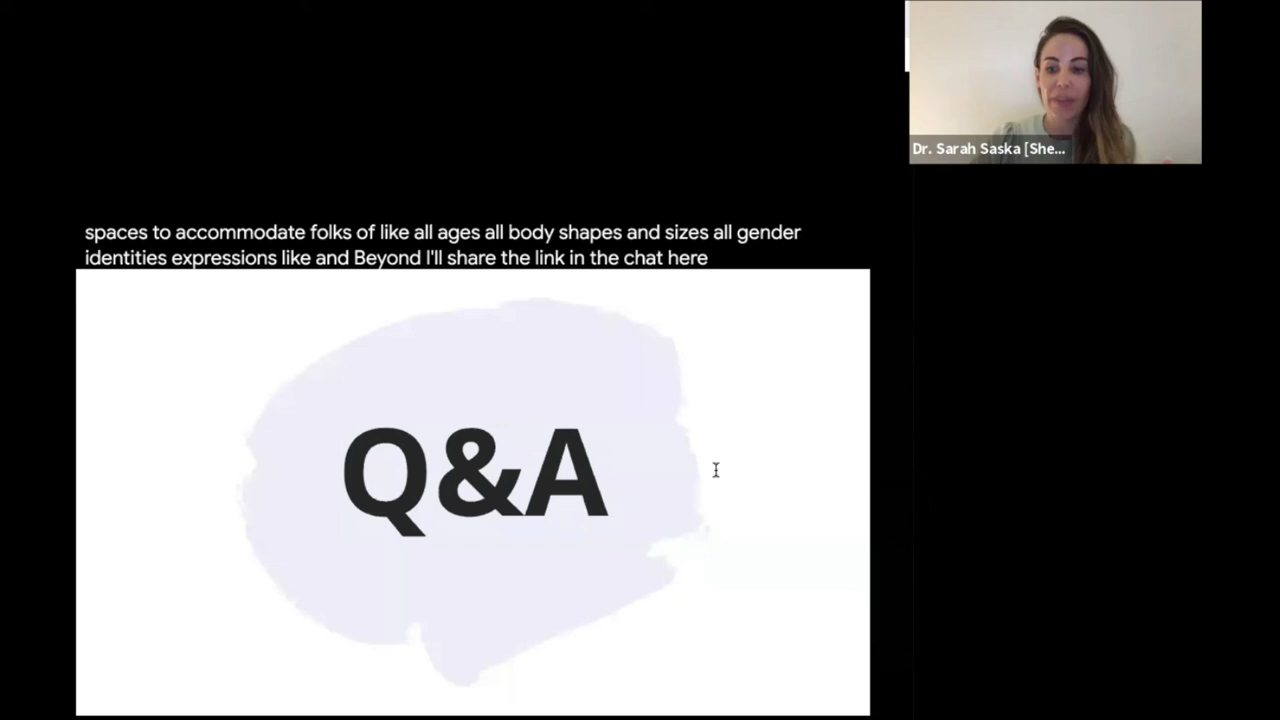 Dr. Sarah Saska [She...
spaces to accommodate folks of like all ages all body shapes and sizes all gender
identities expressions like and Beyond I'll share the link in the chat here
Q&A